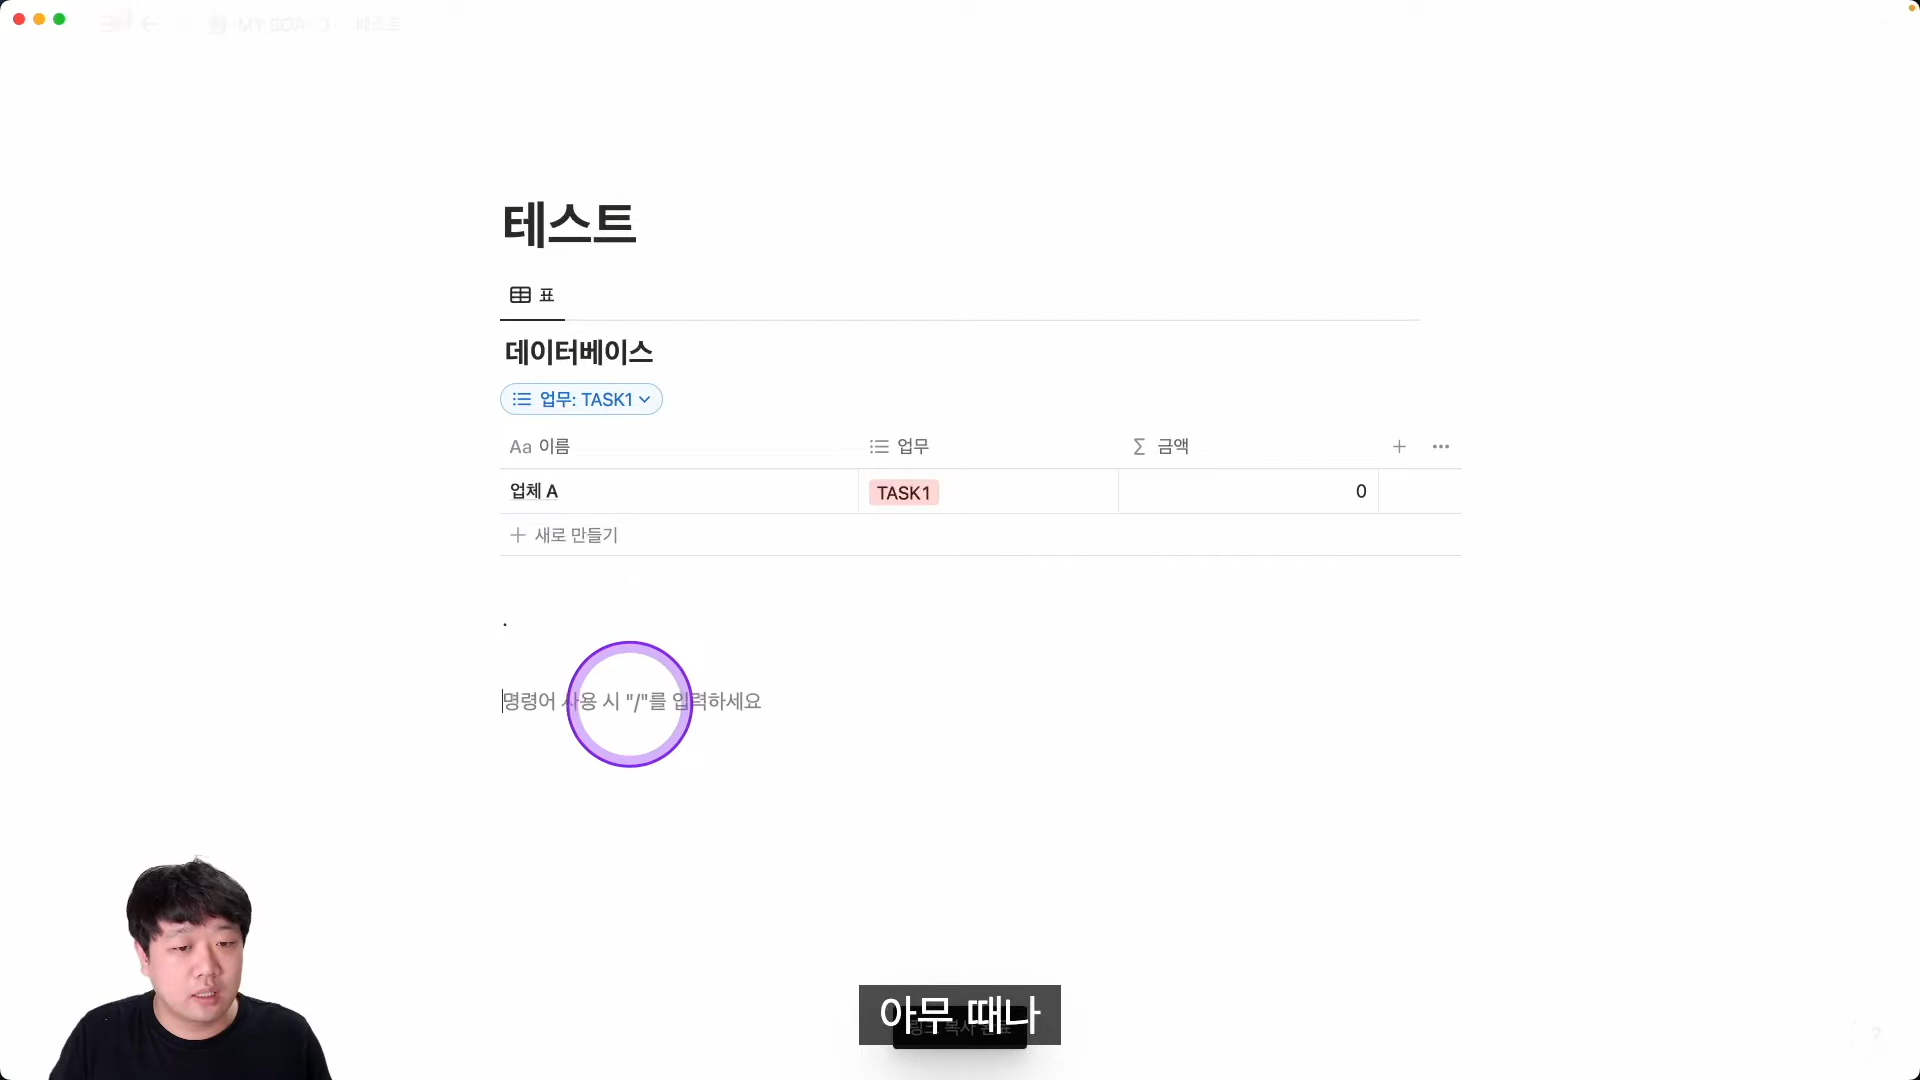 테스트
표
데이터베이스
업무: TASK1
Aa 이름 업무 금액
업체 A TASK1 0
새로 만들기
.
명령어 사용 시 "/"를 입력하세요
아무 때나